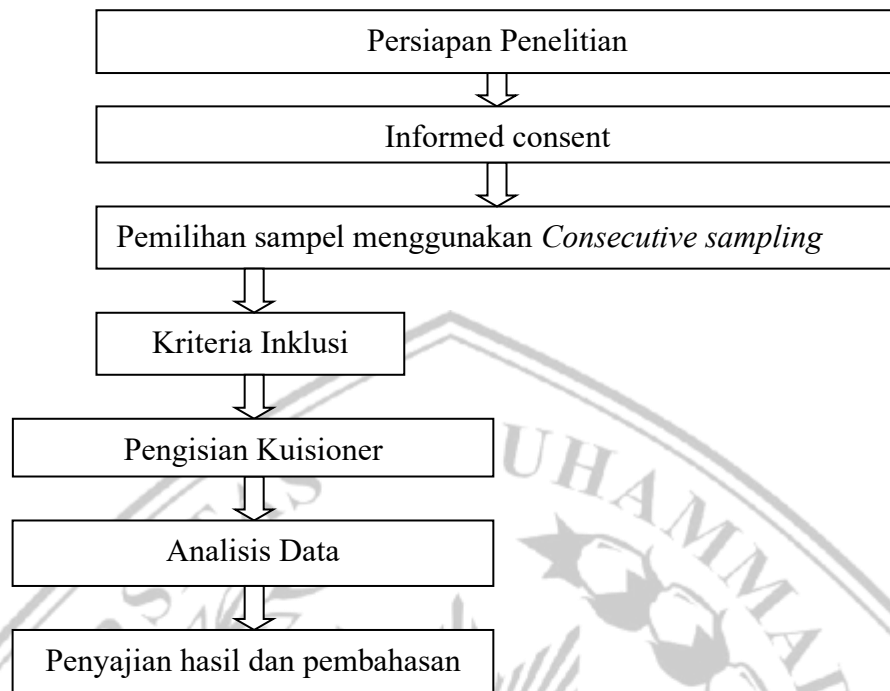 Persiapan Penelitian
Informed consent
Pemilihan sampel menggunakan Consecutive sampling
Kriteria Inklusi
Pengisian Kuisioner
Analisis Data
Penyajian hasil dan pembahasan
UHAMMA